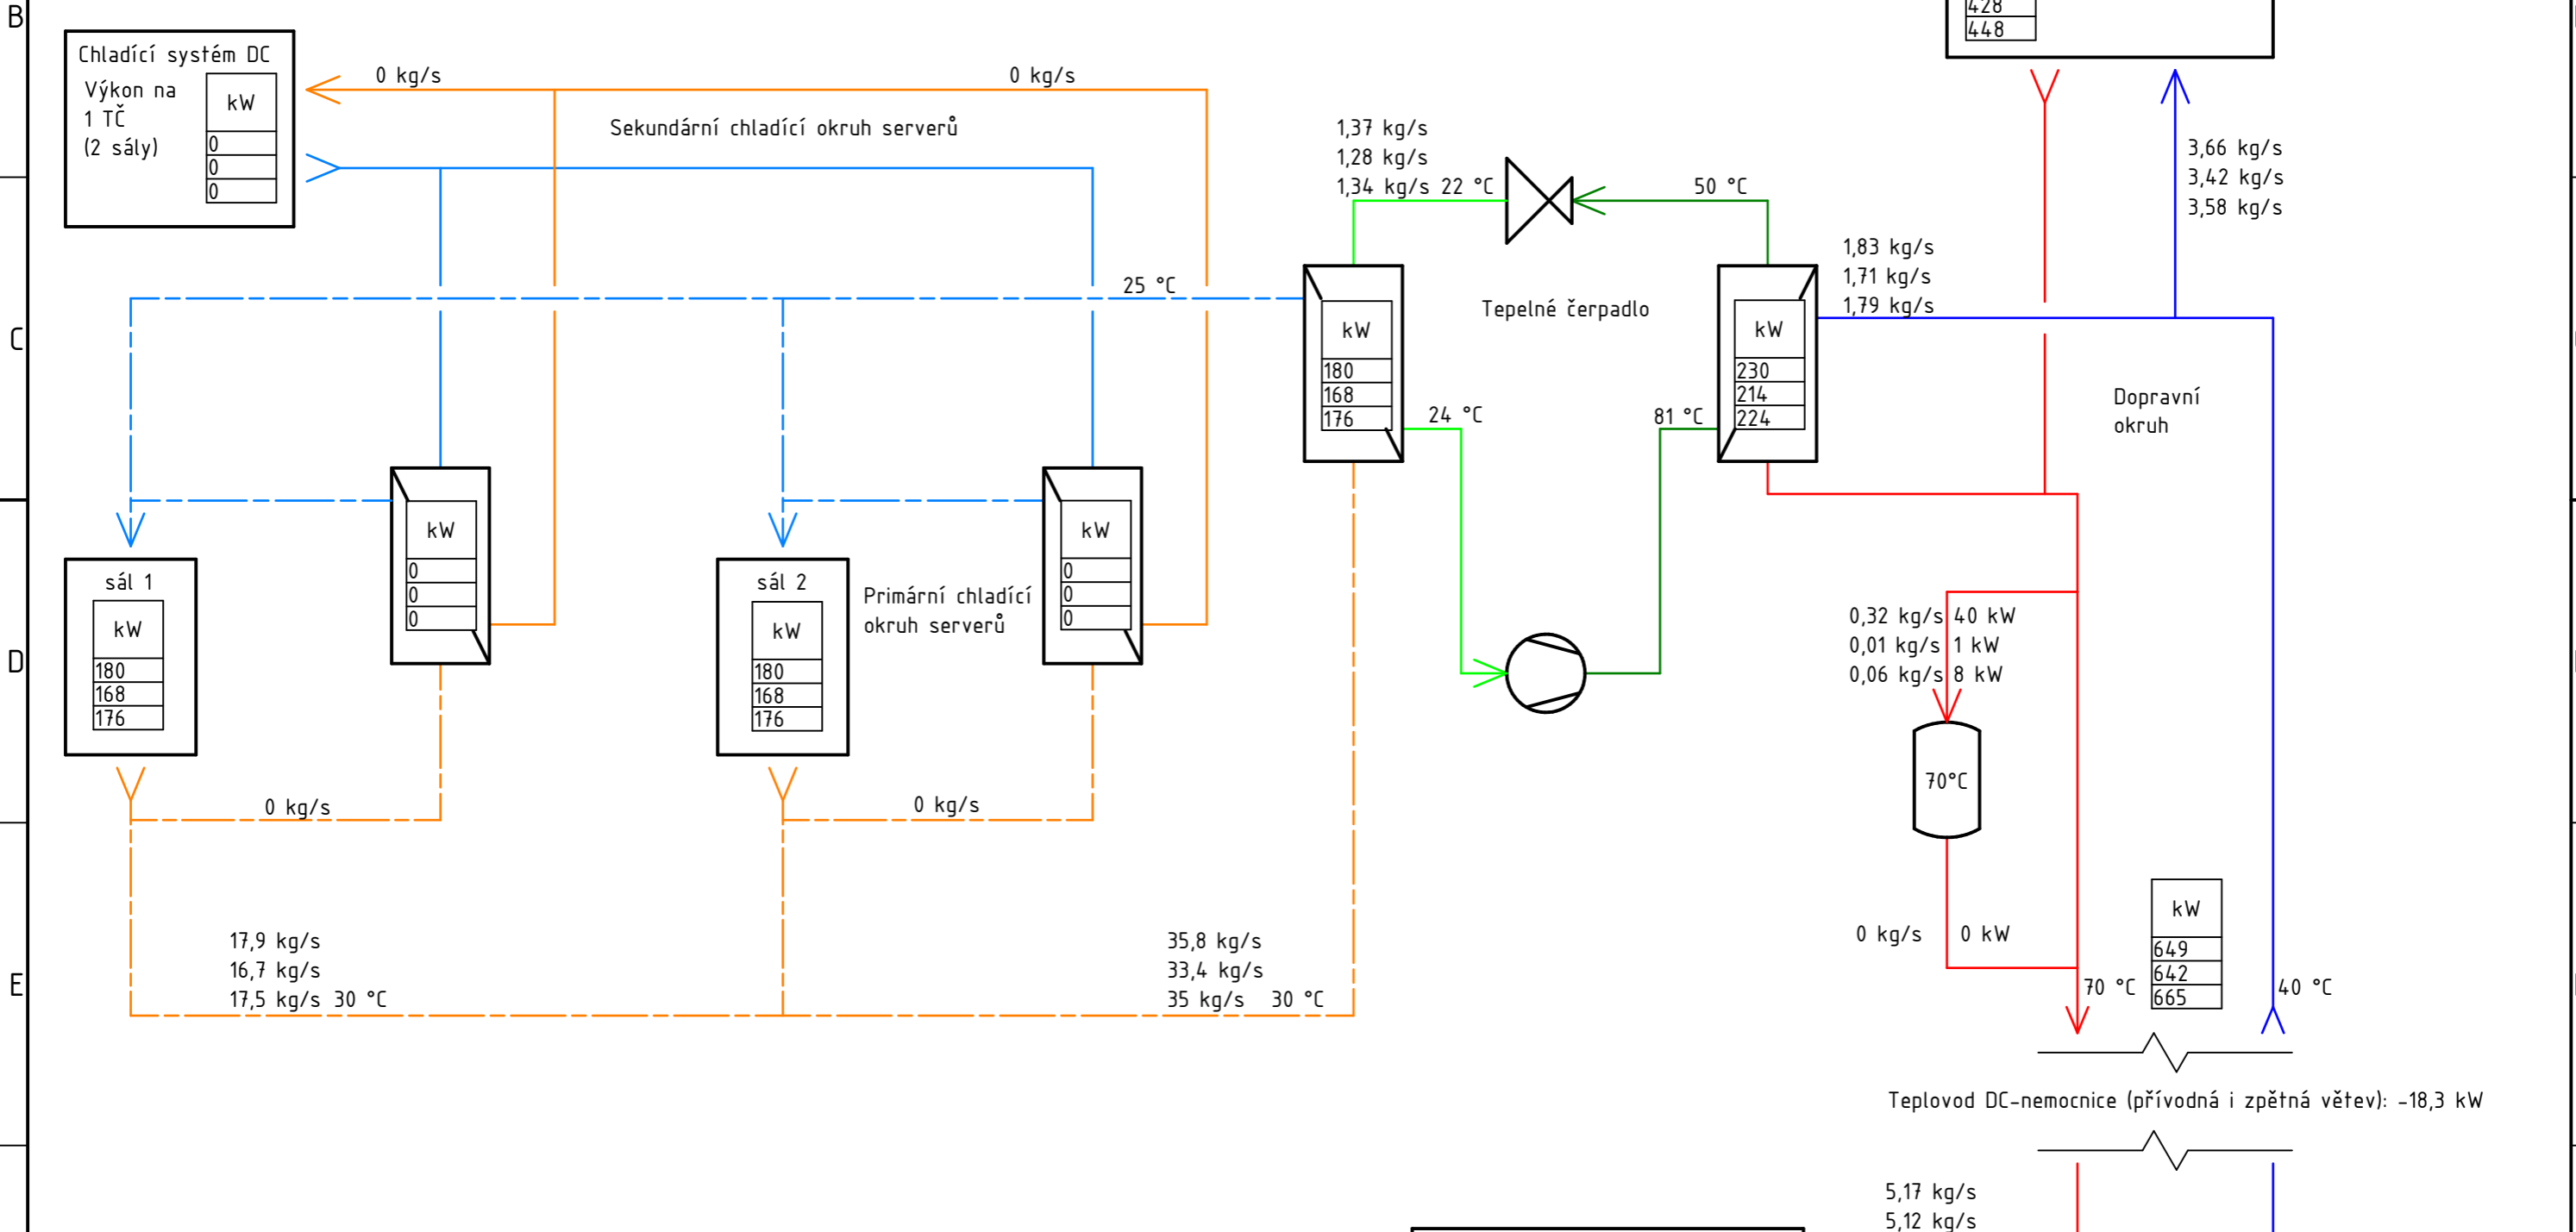 B
428
448
Chladící systém DC
Výkon na
1 TČ
(2 sály)
kW
0
0
0
0 kg/s
0 kg/s
Sekundární chladící okruh serverů
1,37 kg/s
1,28 kg/s
1,34 kg/s 22 °C
50 °C
3,66 kg/s
3,42 kg/s
3,58 kg/s
1,83 kg/s
1,71 kg/s
1,79 kg/s
25 °C
C
kW
180
168
176
Tepelné čerpadlo
kW
230
214
224
24 °C
81 °C
Dopravní
okruh
kW
0
0
0
kW
0
0
0
D
sál 1
kW
180
168
176
sál 2
kW
180
168
176
Primární chladící
okruh serverů
0,32 kg/s 40 kW
0,01 kg/s 1 kW
0,06 kg/s 8 kW
70°C
0 kg/s
0 kg/s
E
17,9 kg/s
16,7 kg/s
17,5 kg/s 30 °C
35,8 kg/s
33,4 kg/s
35 kg/s 30 °C
0 kg/s 0 kW
kW
649
642
665
70 °C
40 °C
Teplovod DC-nemocnice (přívodná i zpětná větev): -18,3 kW
5,17 kg/s
5,12 kg/s